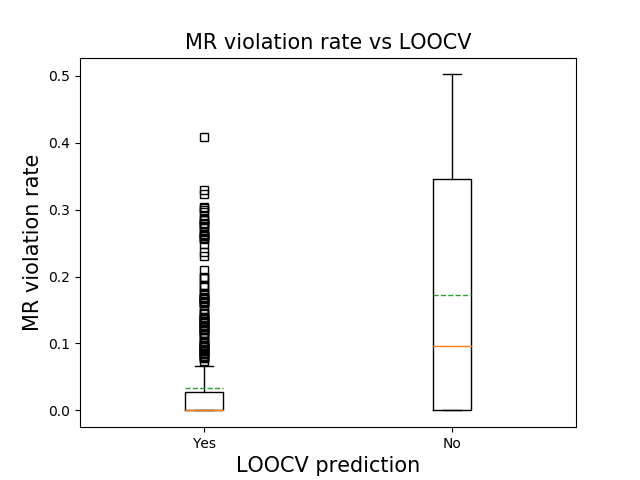 MR violation rate vs LOOCV
MR violation rate
0.5
0.4
0.3
0.2
0.1
0.0
Yes
No
LOOCV prediction